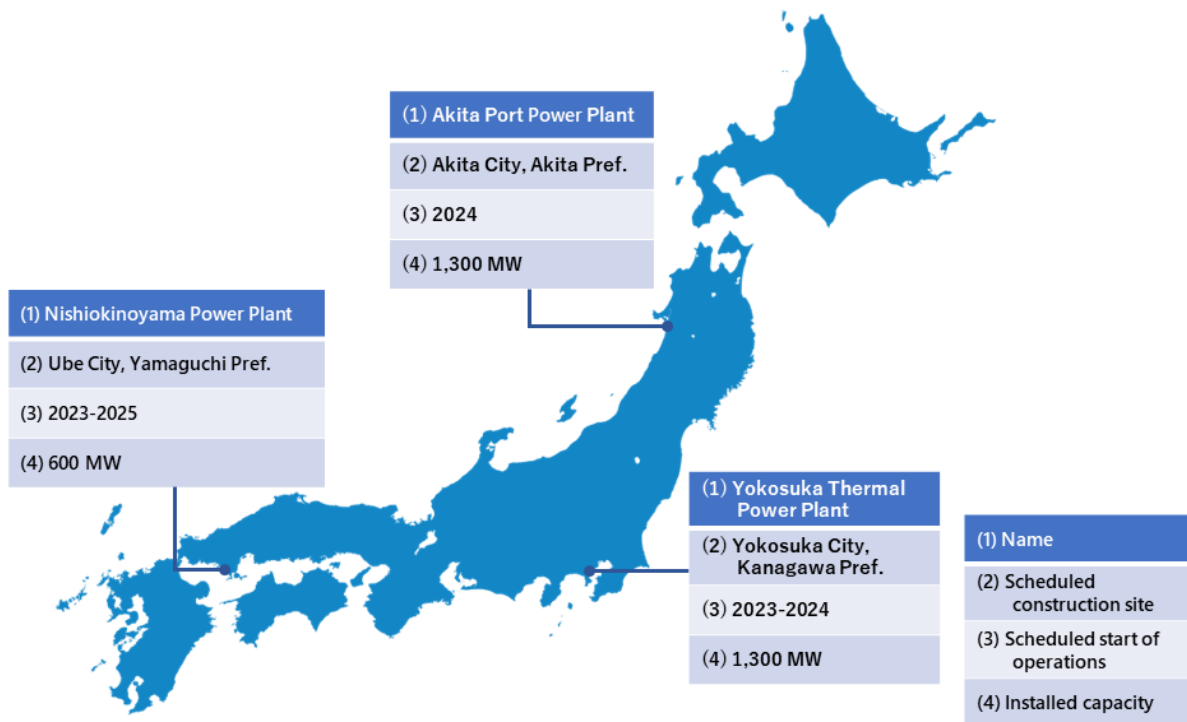 (1) Akita Port Power Plant
(2) Akita City, Akita Pref.
(3) 2024
(4) 1,300 MW
(1) Nishiokinoyama Power Plant
(2) Ube City, Yamaguchi Pref.
(3) 2023-2025
(4) 600 MW
(1) Yokosuka Thermal
Power Plant
(2) Yokosuka City,
Kanagawa Pref.
(3) 2023-2024
(4) 1,300 MW
(1) Name
(2) Scheduled
construction site
(3) Scheduled start of
operations
(4) Installed capacity